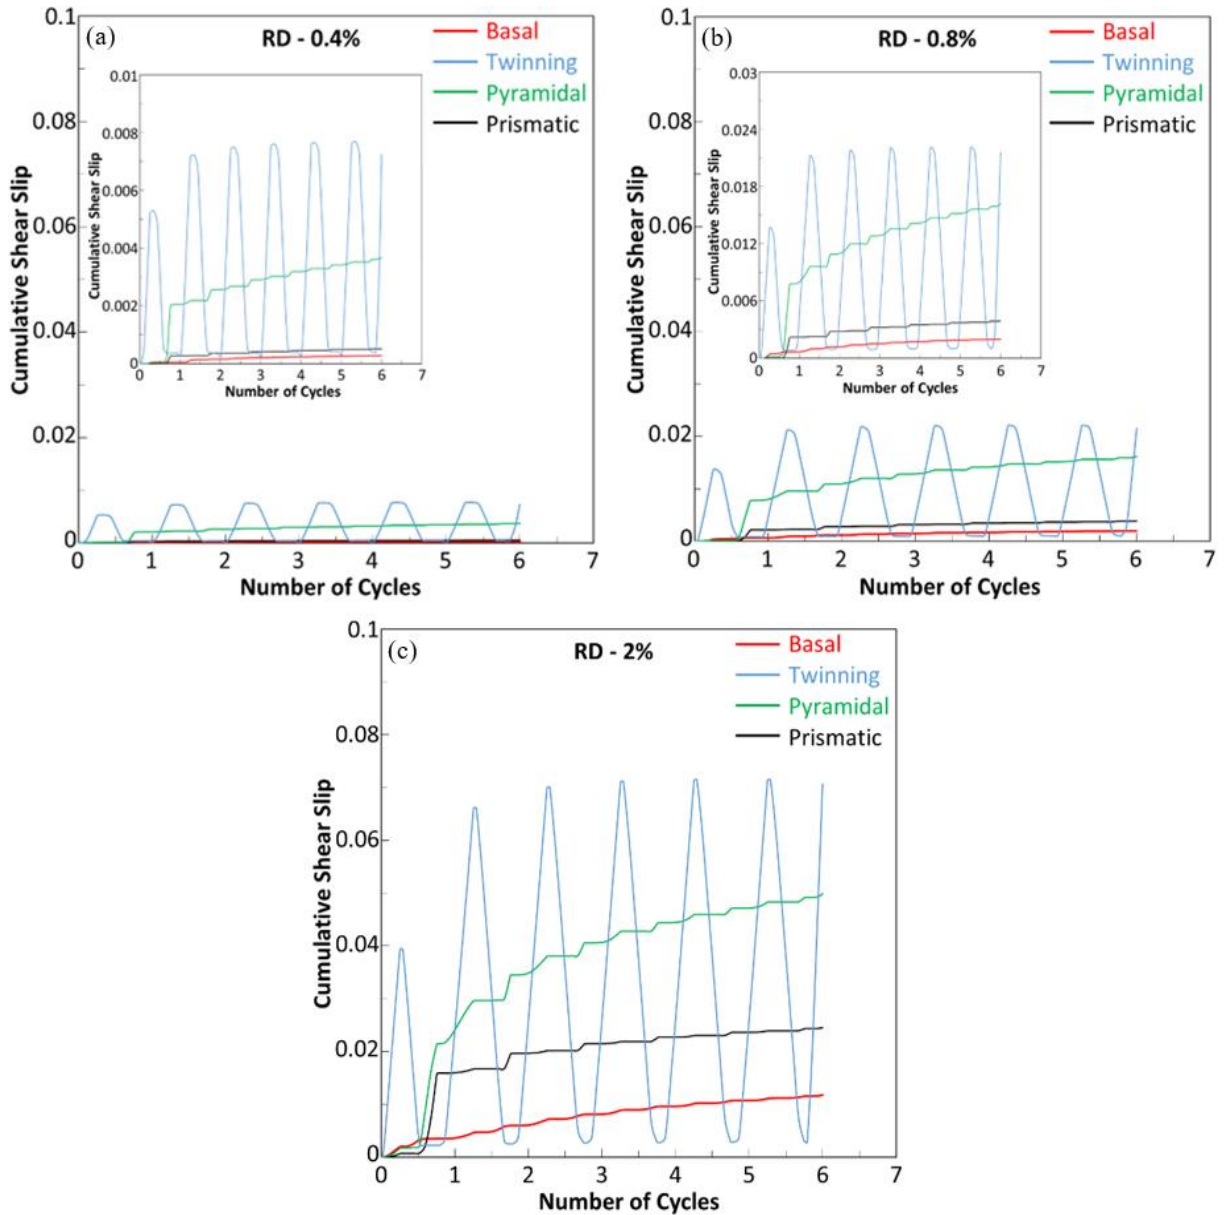 (a)
RD - 0.4%
Basal
Twinning
Pyramidal
Prismatic
0.1
0.08
0.06
0.04
0.02
0
Cumulative Shear Slip
0 1 2 3 4 5 6 7
Number of Cycles
0.01
0.008
0.006
0.004
0.002
0
Cumulative Shear Slip
0 1 2 3 4 5 6 7
Number of Cycles
(b)
RD - 0.8%
Basal
Twinning
Pyramidal
Prismatic
0.1
0.08
0.06
0.04
0.02
0
Cumulative Shear Slip
0 1 2 3 4 5 6 7
Number of Cycles
0.03
0.024
0.018
0.012
0.006
0
Cumulative Shear Slip
0 1 2 3 4 5 6 7
Number of Cycles
(c)
RD - 2%
Basal
Twinning
Pyramidal
Prismatic
0.1
0.08
0.06
0.04
0.02
0
Cumulative Shear Slip
0 1 2 3 4 5 6 7
Number of Cycles